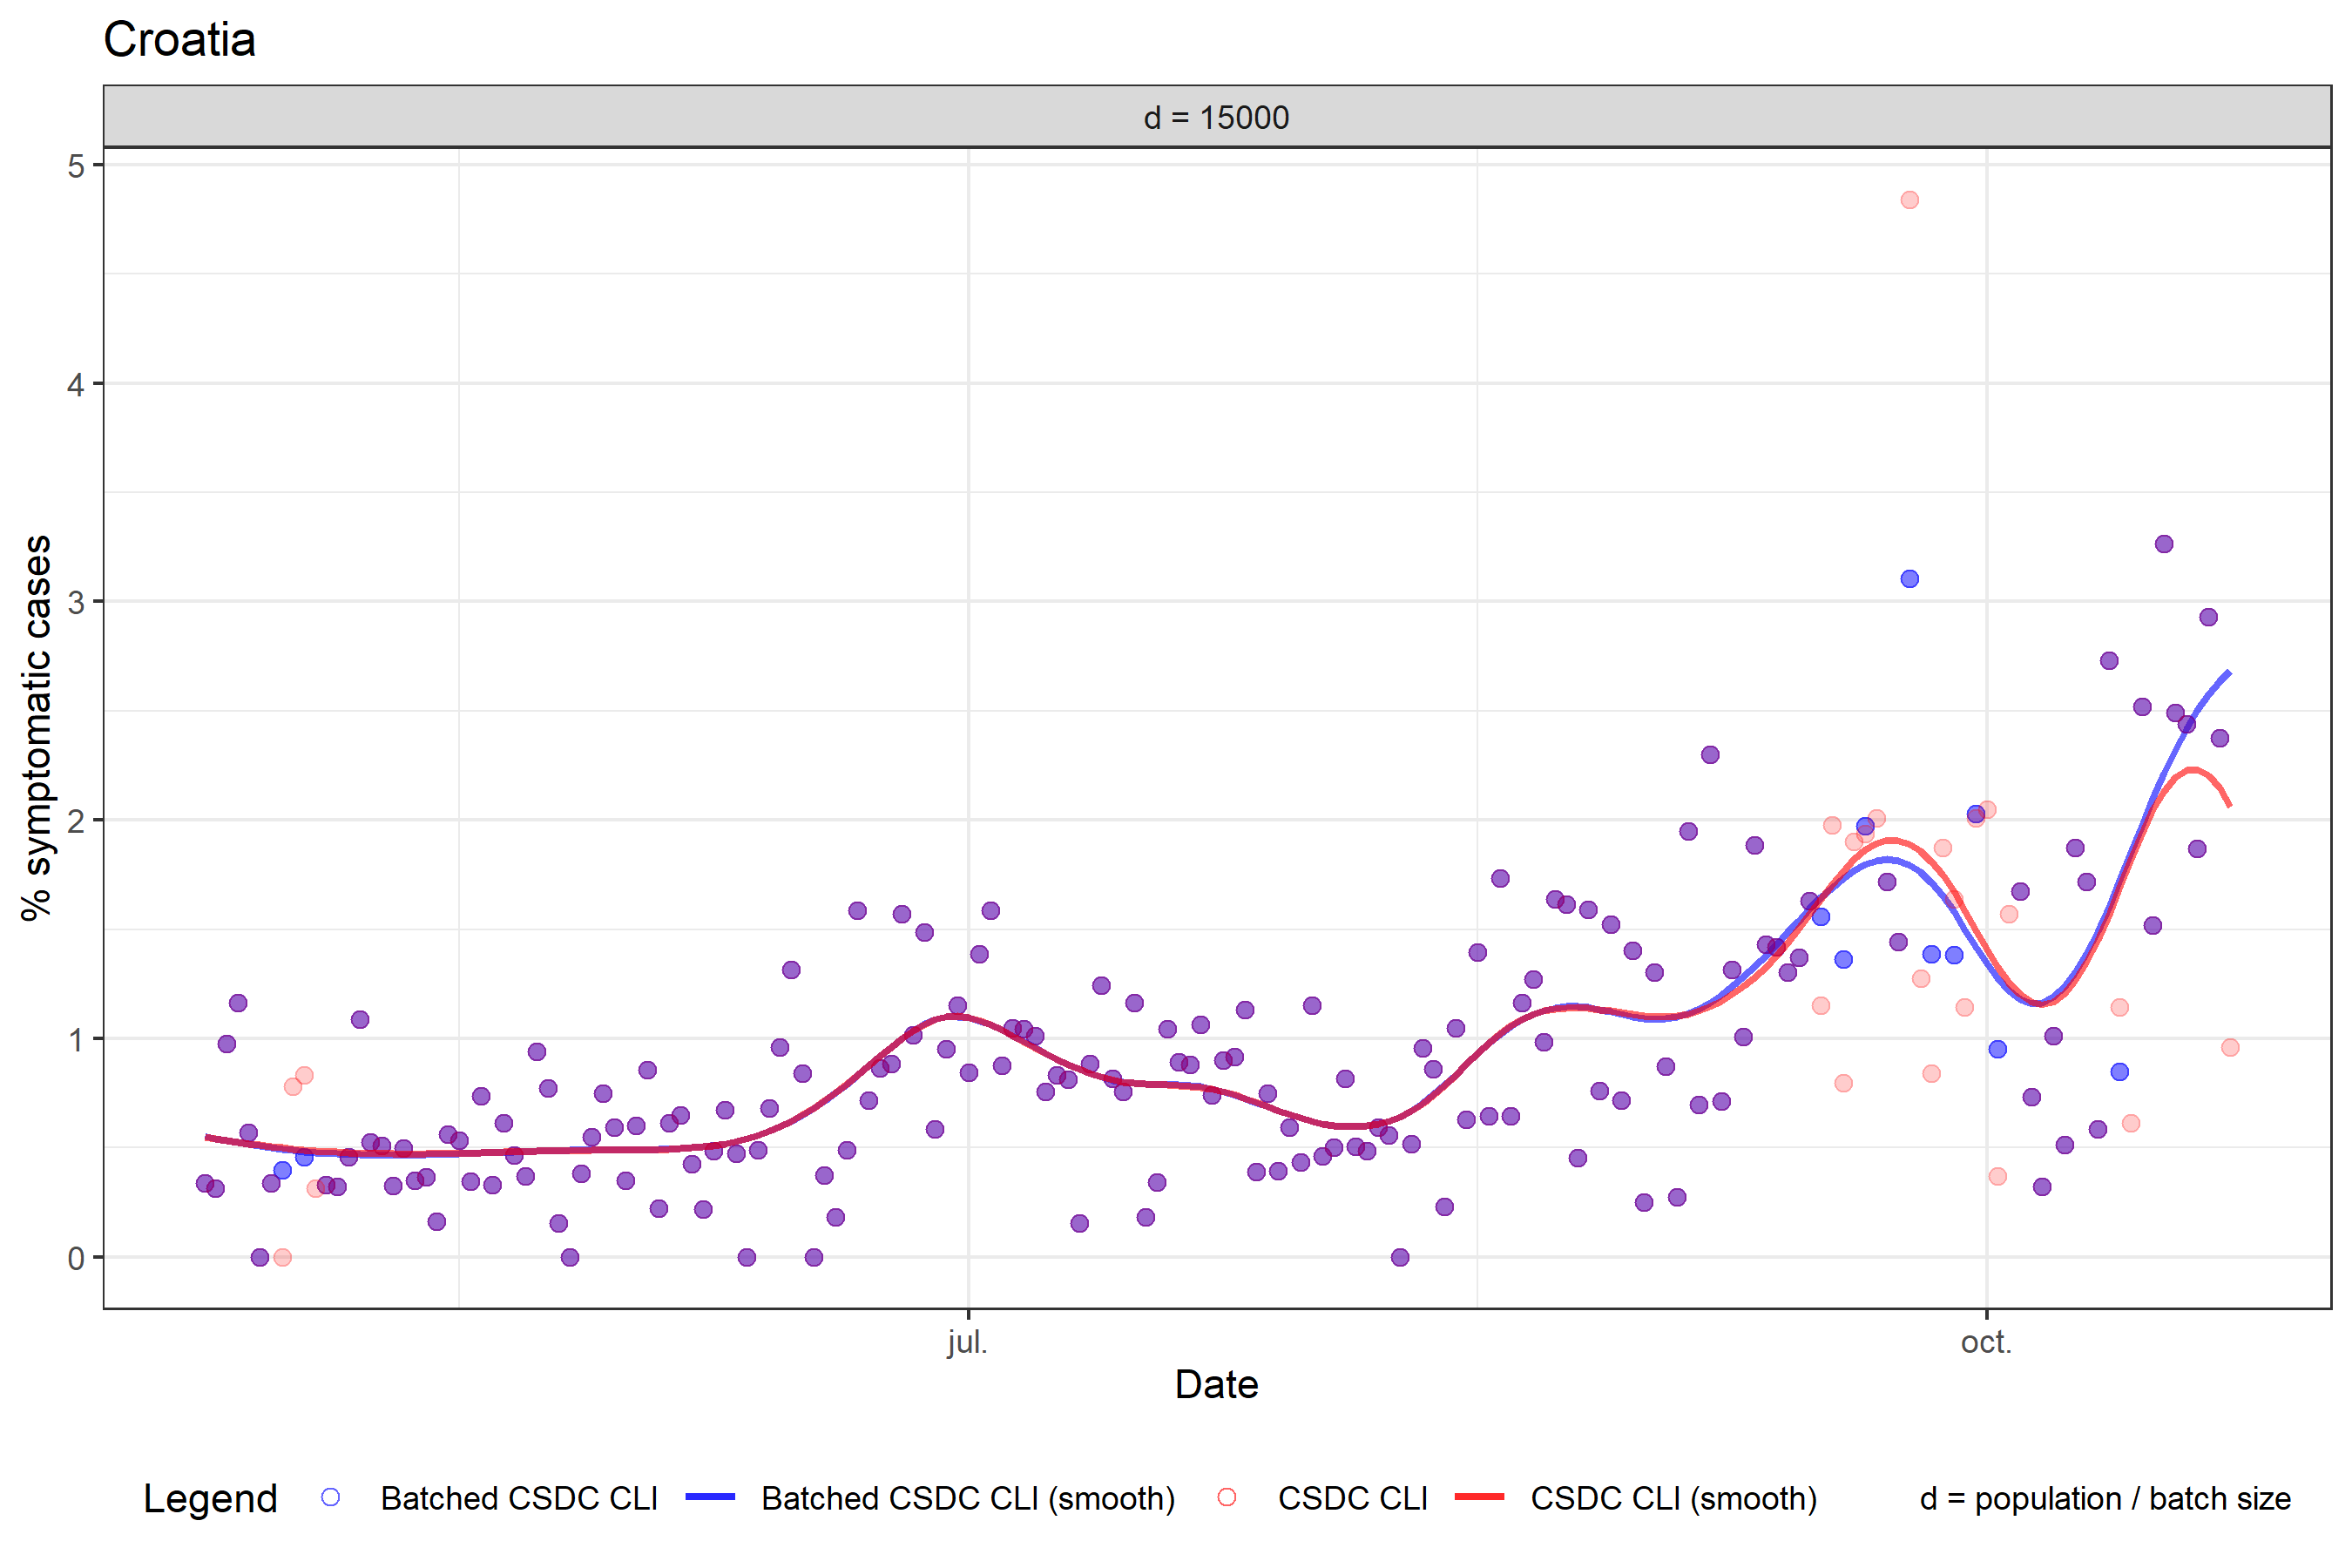 Croatia
d = 15000
5
4
3
2
1
0
% symptomatic cases
jul.
oct.
Date
Legend Batched CSDC CLI Batched CSDC CLI (smooth) CSDC CLI CSDC CLI (smooth) d = population / batch size